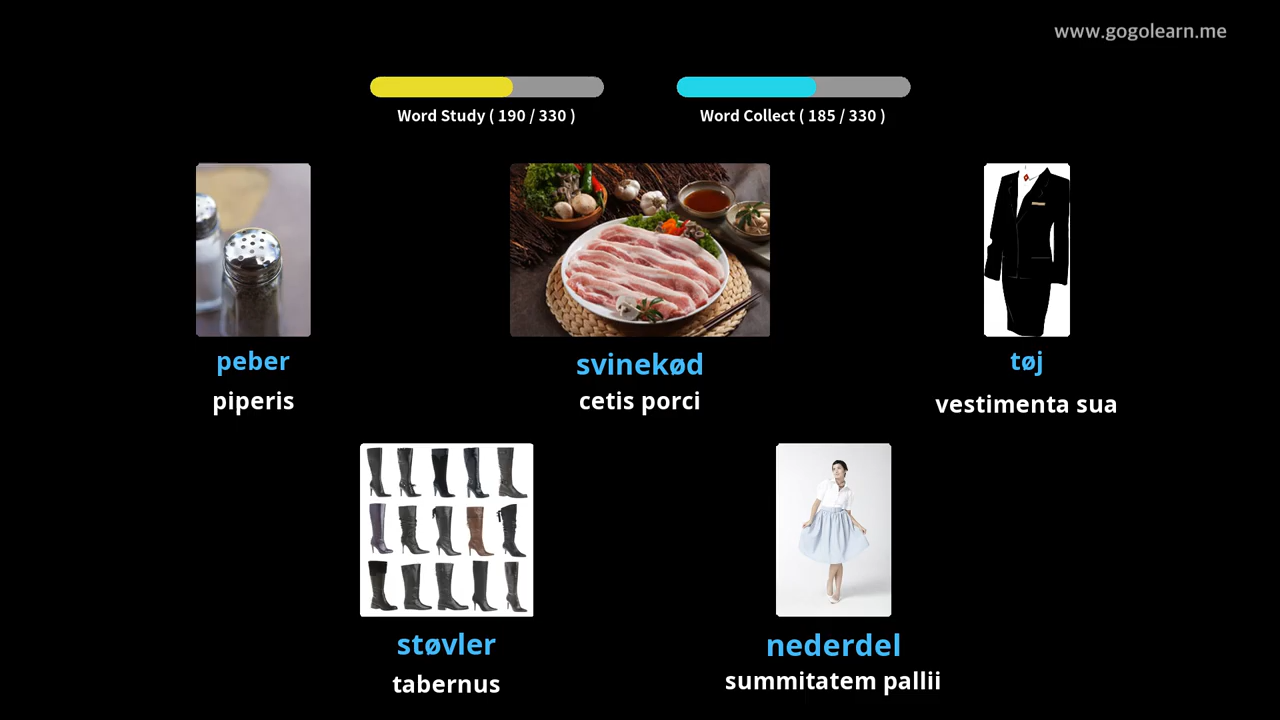 www.gogolearn.me
Word Study ( 190 / 330 )
Word Collect ( 185 / 330 )
peber
svinekød
tøj
piperis
cetis porci
vestimenta sua
støvler
nederdel
tabernus
summitatem pallii